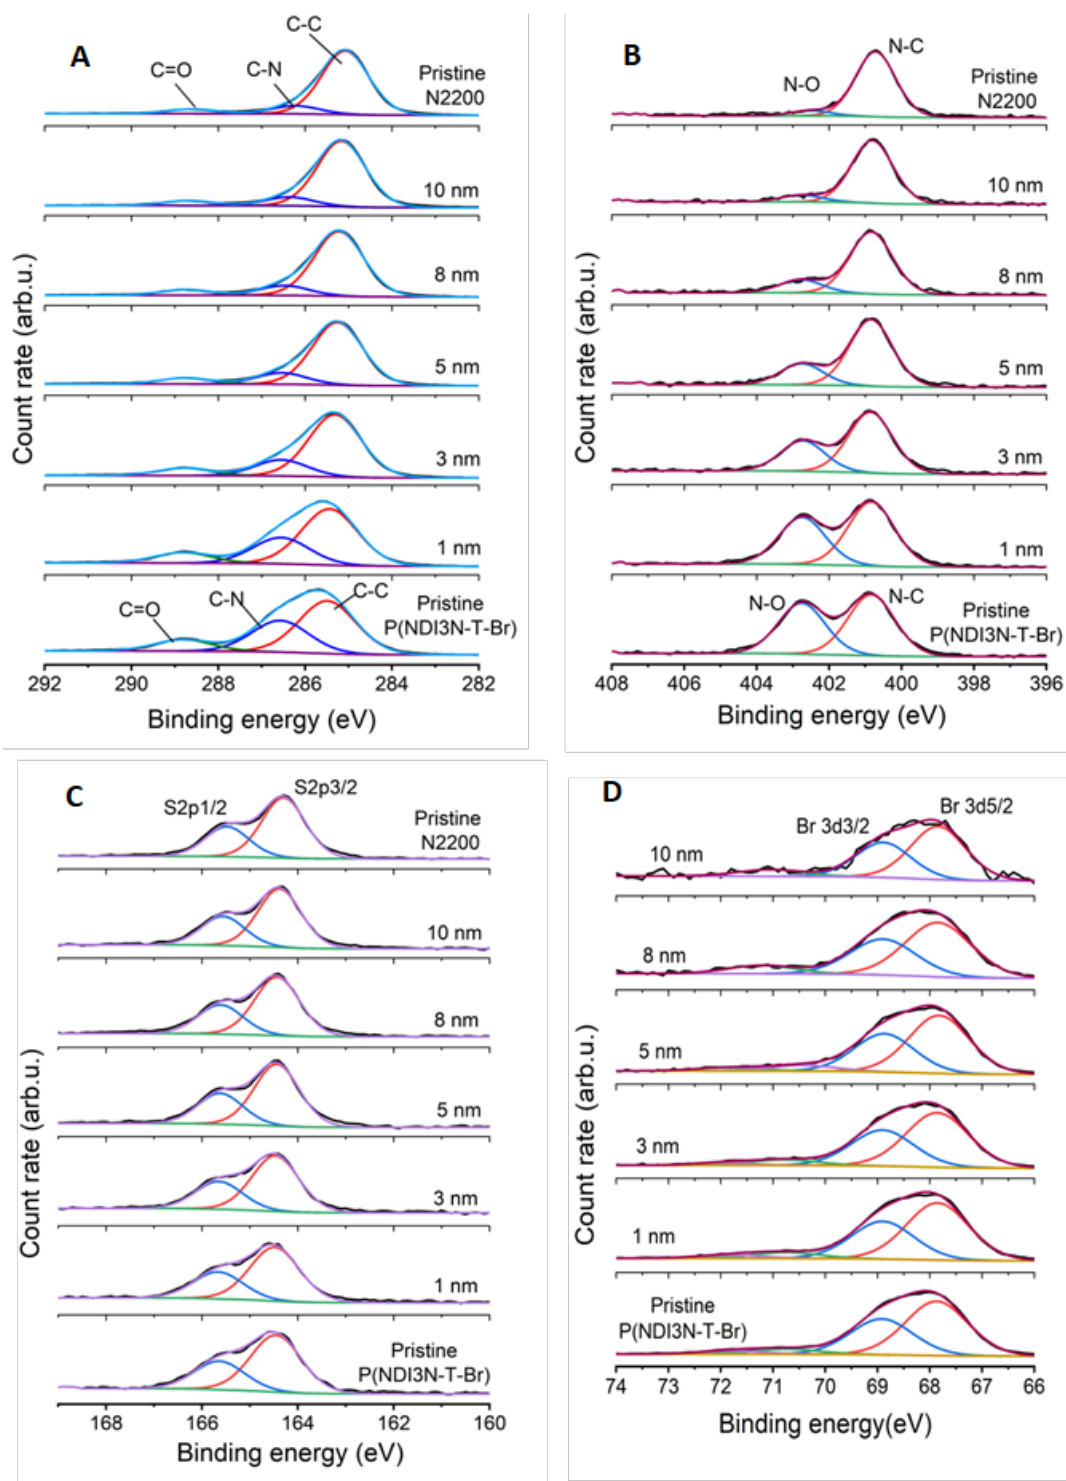 A
C-C
C=O
C-N
Pristine
N2200
10 nm
8 nm
5 nm
3 nm
1 nm
C=O
C-N
C-C
Pristine
P(NDI3N-T-Br)
292 290 288 286 284 282
Binding energy (eV)
Count rate (arb.u.)
B
N-C
N-O
Pristine
N2200
10 nm
8 nm
5 nm
3 nm
1 nm
N-O
N-C
Pristine
P(NDI3N-T-Br)
408 406 404 402 400 398 396
Binding energy (eV)
Count rate (arb.u.)
C
S2p1/2
S2p3/2
Pristine
N2200
10 nm
8 nm
5 nm
3 nm
1 nm
Pristine
P(NDI3N-T-Br)
168 166 164 162 160
Binding energy (eV)
Count rate (arb.u.)
D
Br 3d3/2
Br 3d5/2
10 nm
8 nm
5 nm
3 nm
1 nm
Pristine
P(NDI3N-T-Br)
74 73 72 71 70 69 68 67 66
Binding energy(eV)
Count rate (arb.u.)